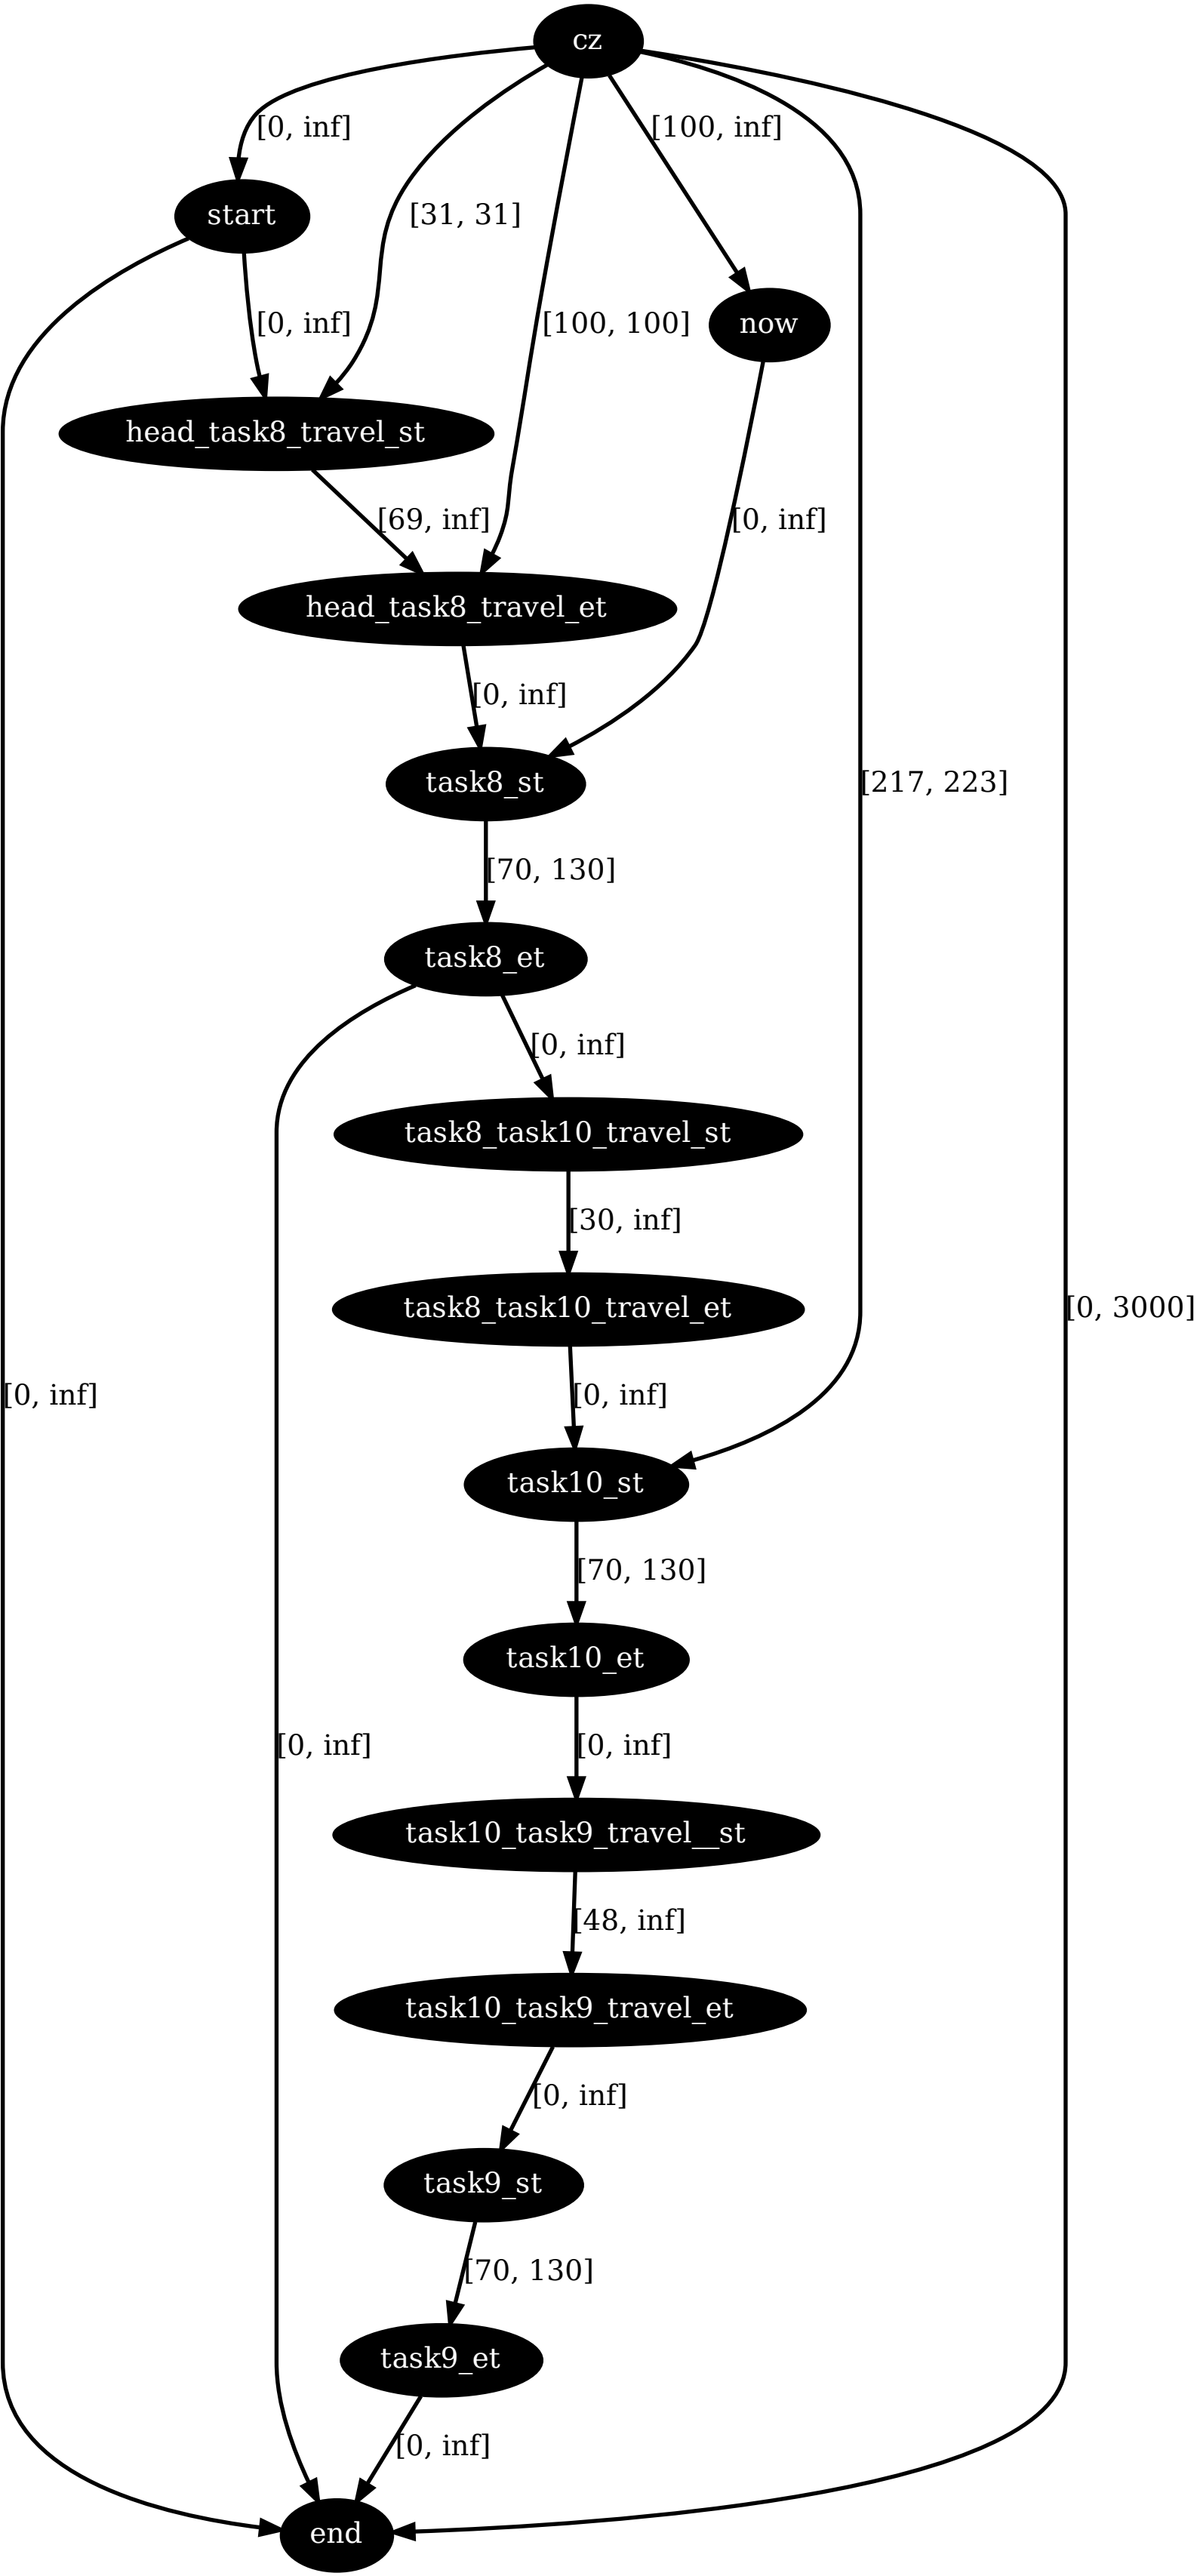 cz
[0, inf]
[100, inf]
start
[31, 31]
[0, inf]
[100, 100]
now
head_task8_travel_st
[69, inf]
[0, inf]
head_task8_travel_et
[0, inf]
task8_st
[217, 223]
[70, 130]
task8_et
[0, inf]
task8_task10_travel_st
[30, inf]
task8_task10_travel_et
[0, 3000]
[0, inf]
[0, inf]
task10_st
[70, 130]
task10_et
[0, inf]
[0, inf]
task10_task9_travel__st
[48, inf]
task10_task9_travel_et
[0, inf]
task9_st
[70, 130]
task9_et
[0, inf]
end